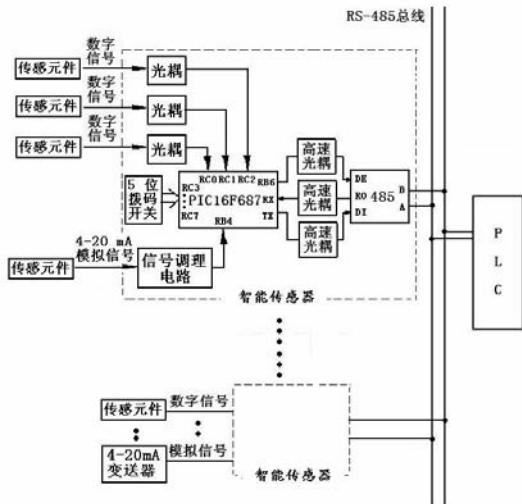 RS-485总线
数字
信号
传感元件
光耦
数字
信号
传感元件
光耦
数字
信号
传感元件
光耦
RC0 RC1 RC2 RB6
RC3
PIC16F687
RX
RC7
RB4
TX
5 位
拨码
开关
高速
光耦
高速
光耦
高速
光耦
DE
RO
DI
485
B
A
4-20 mA
模拟信号
传感元件
信号调理
电路
智能传感器
P
L
C
数字信号
传感元件
4-20mA
变送器
模拟信号
智能传感器